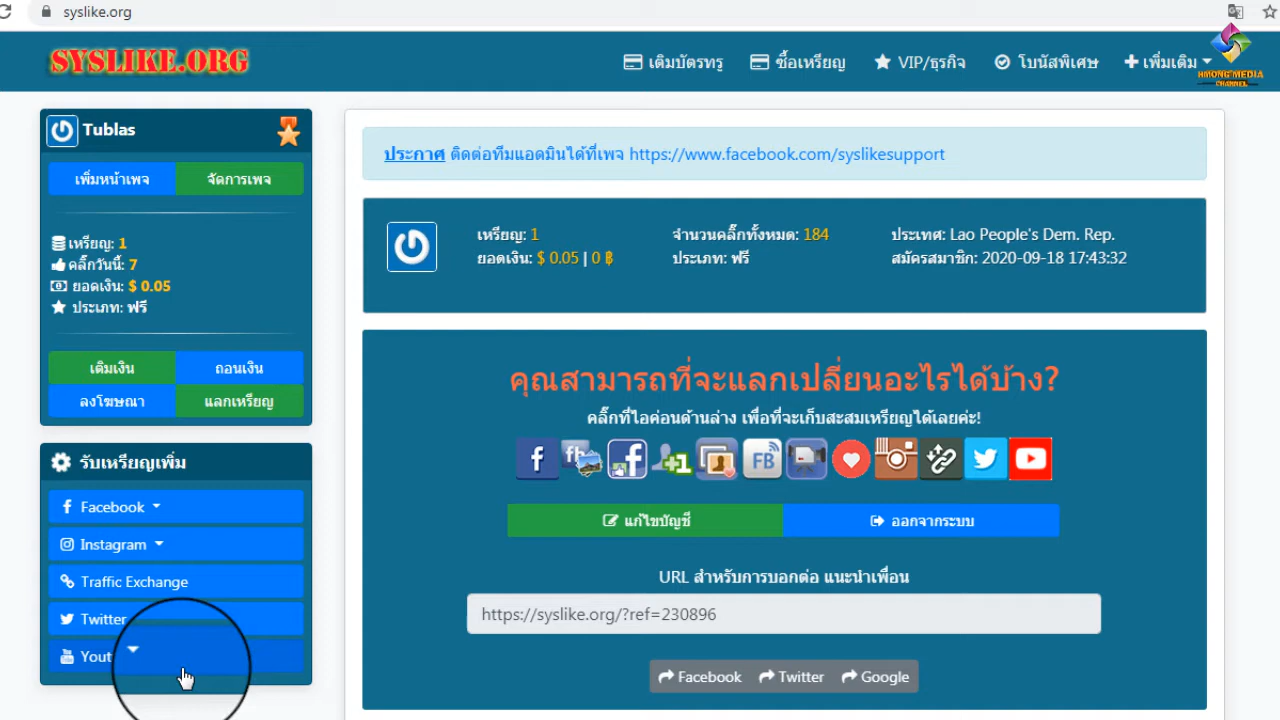 syslike.org
SYSLIKE.ORG
เติมบัตรทรู ซื้อเหรียญ VIP/ธุรกิจ โบนัสพิเศษ เพิ่มเติม
HMONG MEDIA
CHANNEL
Tublas
เพิ่มหน้าเพจ จัดการเพจ
เหรียญ: 1
คลิ๊กวันนี้: 7
ยอดเงิน: $ 0.05
ประเภท: ฟรี
เติมเงิน ถอนเงิน
ลงโฆษณา แลกเหรียญ
รับเหรียญเพิ่ม
Facebook
Instagram
Traffic Exchange
Twitter
Yout
ประกาศ ติดต่อทีมแอดมินได้ที่เพจ https://www.facebook.com/syslikesupport
เหรียญ: 1 จำนวนคลิ๊กทั้งหมด: 184 ประเทศ: Lao People's Dem. Rep.
ยอดเงิน: $ 0.05 | 0 ฿ ประเภท: ฟรี สมัครสมาชิก: 2020-09-18 17:43:32
คุณสามารถที่จะแลกเปลี่ยนอะไรได้บ้าง?
คลิ๊กที่ไอค่อนด้านล่าง เพื่อที่จะเก็บสะสมเหรียญได้เลยค่ะ!
f fb f +1 FB
แก้ไขบัญชี ออกจากระบบ
URL สำหรับการบอกต่อ แนะนำเพื่อน
https://syslike.org/?ref=230896
Facebook Twitter Google